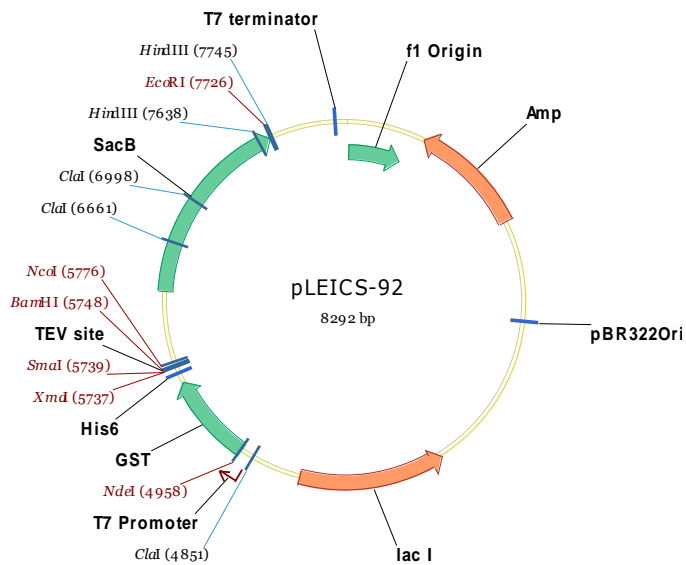 T7 terminator
HindIII (7745)
f1 Origin
EcoRI (7726)
HindIII (7638)
Amp
SacB
ClaI (6998)
ClaI (6661)
NcoI (5776)
pLEICS-92
BamHI (5748)
8292 bp
TEV site
pBR322Ori
SmaI (5739)
XmaI (5737)
His6
GST
NdeI (4958)
T7 Promoter
ClaI (4851)
lac I